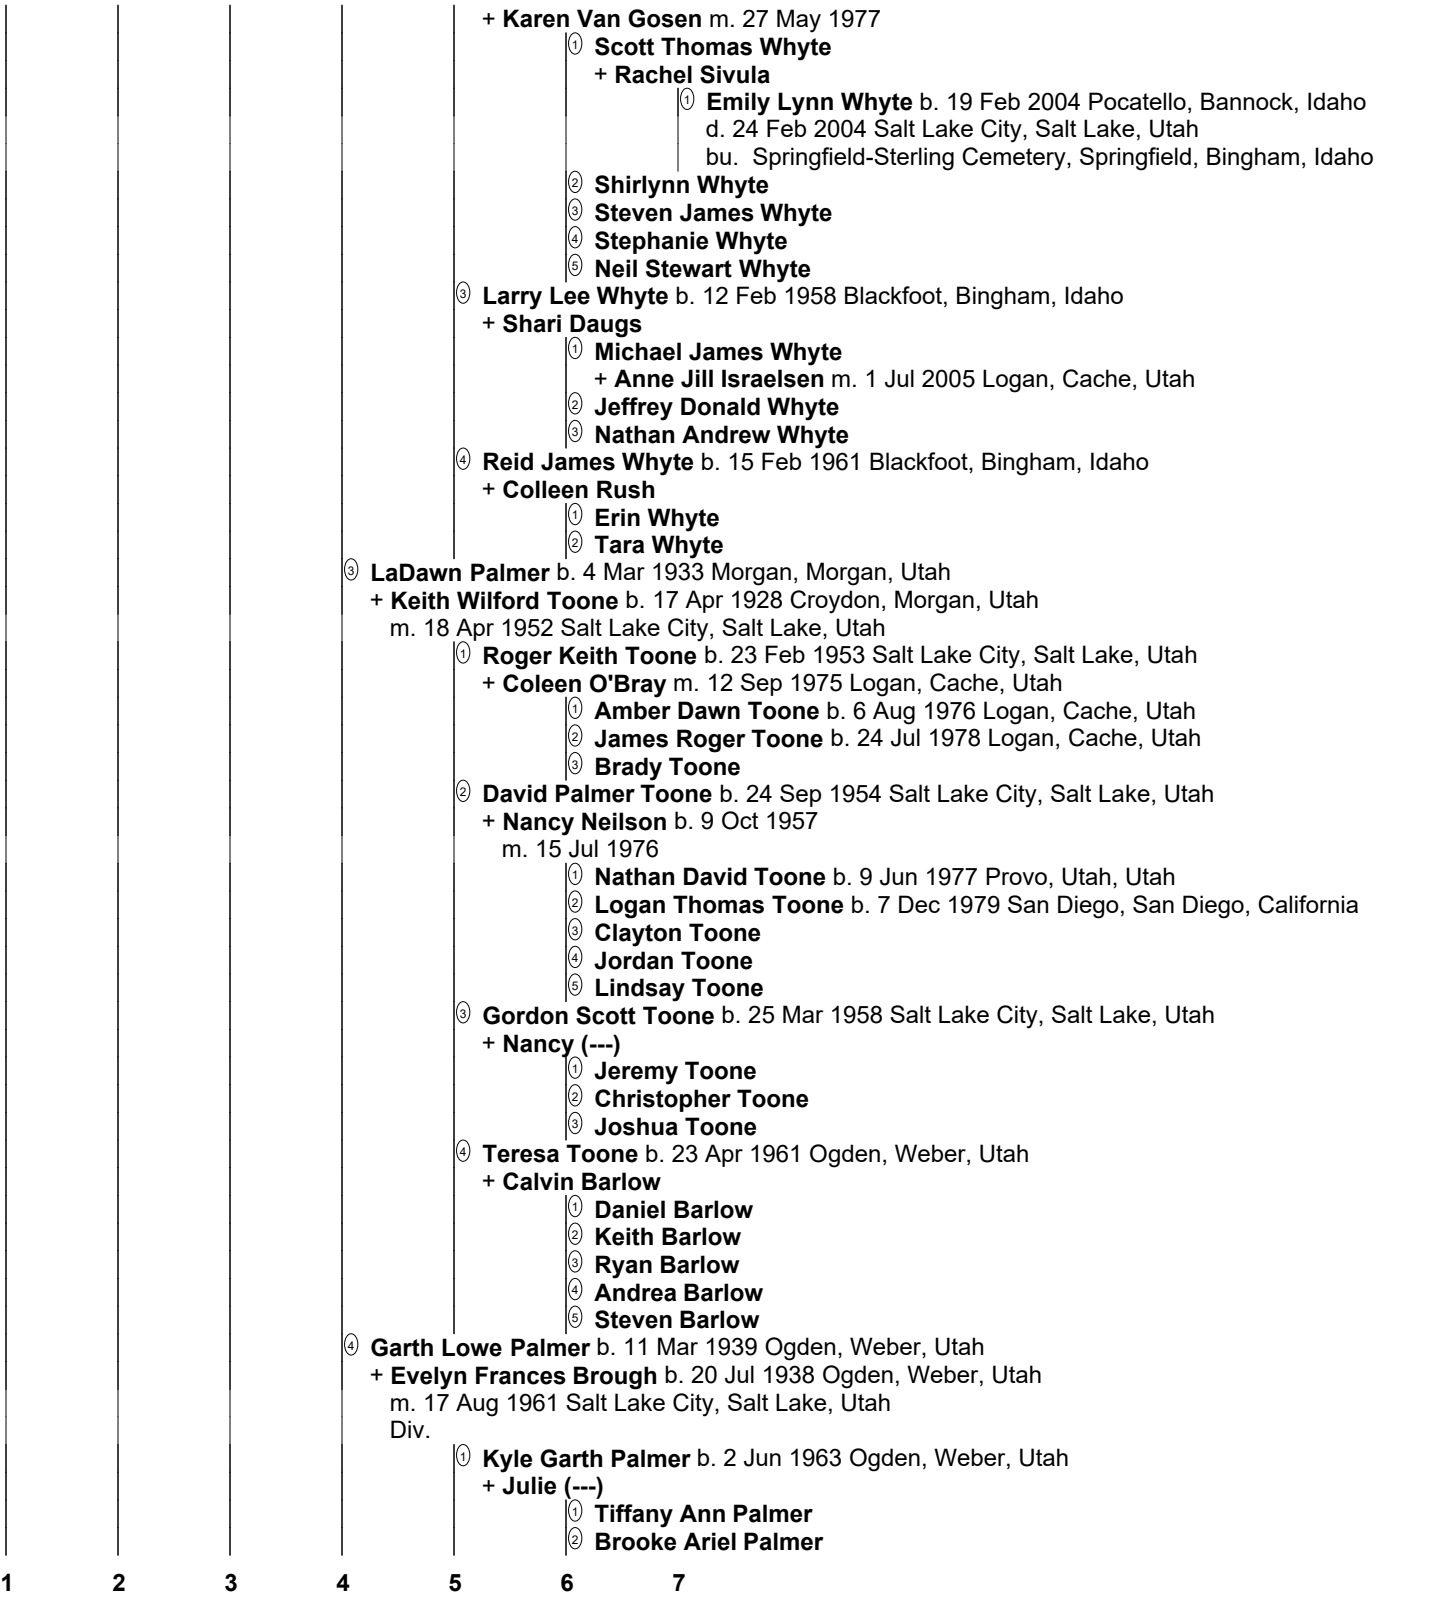 + Karen Van Gosen m. 27 May 1977
① Scott Thomas Whyte
+ Rachel Sivula
① Emily Lynn Whyte b. 19 Feb 2004 Pocatello, Bannock, Idaho
d. 24 Feb 2004 Salt Lake City, Salt Lake, Utah
bu. Springfield-Sterling Cemetery, Springfield, Bingham, Idaho
② Shirlynn Whyte
③ Steven James Whyte
④ Stephanie Whyte
⑤ Neil Stewart Whyte
③ Larry Lee Whyte b. 12 Feb 1958 Blackfoot, Bingham, Idaho
+ Shari Daugs
① Michael James Whyte
+ Anne Jill Israelsen m. 1 Jul 2005 Logan, Cache, Utah
② Jeffrey Donald Whyte
③ Nathan Andrew Whyte
④ Reid James Whyte b. 15 Feb 1961 Blackfoot, Bingham, Idaho
+ Colleen Rush
① Erin Whyte
② Tara Whyte
③ LaDawn Palmer b. 4 Mar 1933 Morgan, Morgan, Utah
+ Keith Wilford Toone b. 17 Apr 1928 Croydon, Morgan, Utah
m. 18 Apr 1952 Salt Lake City, Salt Lake, Utah
① Roger Keith Toone b. 23 Feb 1953 Salt Lake City, Salt Lake, Utah
+ Coleen O'Bray m. 12 Sep 1975 Logan, Cache, Utah
① Amber Dawn Toone b. 6 Aug 1976 Logan, Cache, Utah
② James Roger Toone b. 24 Jul 1978 Logan, Cache, Utah
③ Brady Toone
② David Palmer Toone b. 24 Sep 1954 Salt Lake City, Salt Lake, Utah
+ Nancy Neilson b. 9 Oct 1957
m. 15 Jul 1976
① Nathan David Toone b. 9 Jun 1977 Provo, Utah, Utah
② Logan Thomas Toone b. 7 Dec 1979 San Diego, San Diego, California
③ Clayton Toone
④ Jordan Toone
⑤ Lindsay Toone
③ Gordon Scott Toone b. 25 Mar 1958 Salt Lake City, Salt Lake, Utah
+ Nancy (---)
① Jeremy Toone
② Christopher Toone
③ Joshua Toone
④ Teresa Toone b. 23 Apr 1961 Ogden, Weber, Utah
+ Calvin Barlow
① Daniel Barlow
② Keith Barlow
③ Ryan Barlow
④ Andrea Barlow
⑤ Steven Barlow
④ Garth Lowe Palmer b. 11 Mar 1939 Ogden, Weber, Utah
+ Evelyn Frances Brough b. 20 Jul 1938 Ogden, Weber, Utah
m. 17 Aug 1961 Salt Lake City, Salt Lake, Utah
Div.
① Kyle Garth Palmer b. 2 Jun 1963 Ogden, Weber, Utah
+ Julie (---)
① Tiffany Ann Palmer
② Brooke Ariel Palmer
1 2 3 4 5 6 7